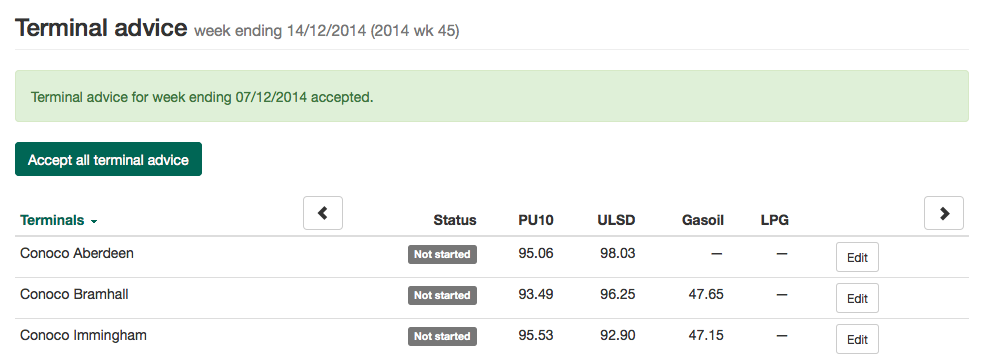 Terminal advice week ending 14/12/2014 (2014 wk 45)
Terminal advice for week ending 07/12/2014 accepted.
Accept all terminal advice
Terminals Status PU10 ULSD Gasoil LPG
Conoco Aberdeen Not started 95.06 98.03 — — Edit
Conoco Bramhall Not started 93.49 96.25 47.65 — Edit
Conoco Immingham Not started 95.53 92.90 47.15 — Edit